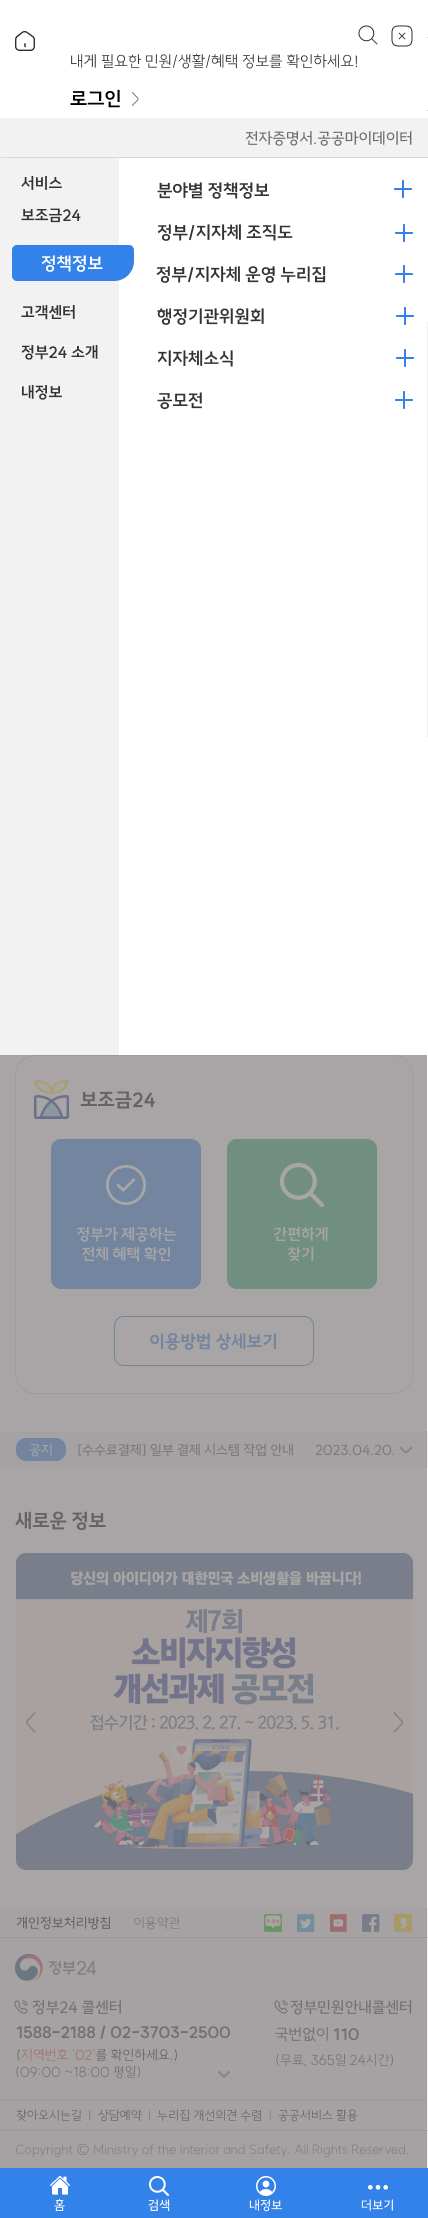 내게 필요한 민원/생활/혜택 정보를 확인하세요!
로그인
전자증명서.공공마이데이터
서비스
보조금24
정책정보
고객센터
정부24 소개
내정보
분야별 정책정보
정부/지자체 조직도
정부/지자체 운영 누리집
행정기관위원회
지자체소식
공모전
보조금24
정부가 제공하는
전체 혜택 확인
간편하게
찾기
이용방법 상세보기
공지 [수수료결제] 일부 결제 시스템 작업 안내 2023.04.20.
새로운 정보
당신의 아이디어가 대한민국 소비생활을 바꿉니다!
제7회
소비자지향성
개선과제 공모전
접수기간 : 2023. 2. 27. ~ 2023. 5. 31.
개인정보처리방침 이용약관
정부24
정부24 콜센터
1588-2188 / 02-3703-2500
(지역번호 '02'를 확인하세요.)
(09:00 ~18:00 평일)
정부민원안내콜센터
국번없이 110
(무료, 365일 24시간)
찾아오시는길 | 상담예약 | 누리집 개선의견 수렴 | 공공서비스 활용
Copyright © Ministry of the Interior and Safety. All Rights Reserved.
홈 검색 내정보 더보기